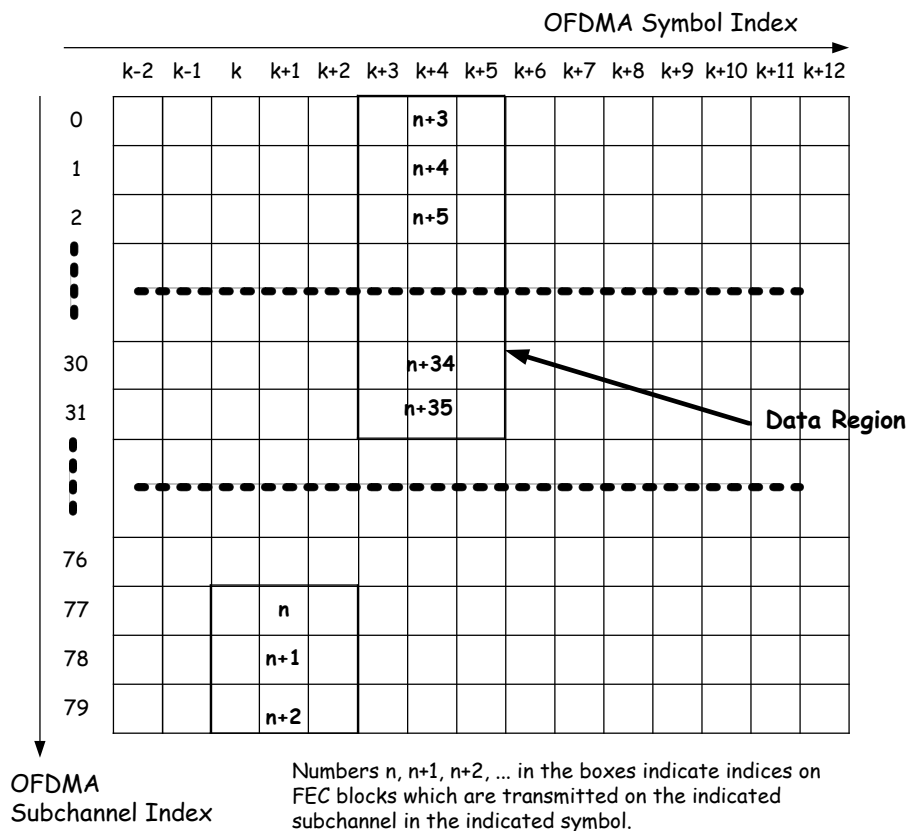 OFDMA Symbol Index
k-2 k-1 k k+1 k+2 k+3 k+4 k+5 k+6 k+7 k+8 k+9 k+10 k+11 k+12
0 n+3
1 n+4
2 n+5
30 n+34
31 n+35
Data Region
76
77 n
78 n+1
79 n+2
OFDMA
Subchannel Index
Numbers n, n+1, n+2, ... in the boxes indicate indices on
FEC blocks which are transmitted on the indicated
subchannel in the indicated symbol.